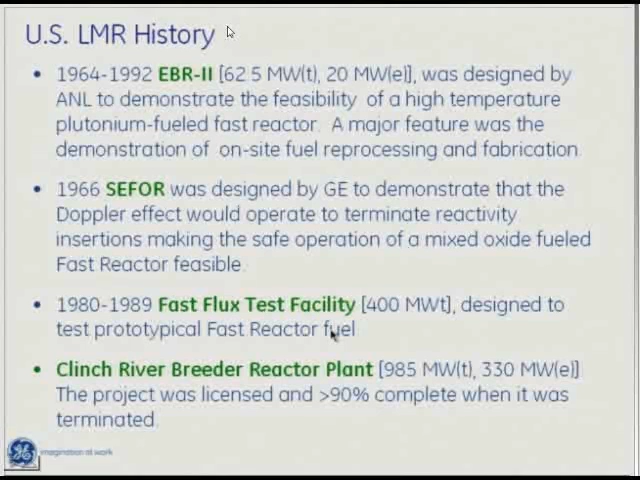 U.S. LMR History
• 1964-1992 EBR-II [62.5 MW(t), 20 MW(e)], was designed by
ANL to demonstrate the feasibility of a high temperature
plutonium-fueled fast reactor. A major feature was the
demonstration of on-site fuel reprocessing and fabrication.
• 1966 SEFOR was designed by GE to demonstrate that the
Doppler effect would operate to terminate reactivity
insertions making the safe operation of a mixed oxide fueled
Fast Reactor feasible.
• 1980-1989 Fast Flux Test Facility [400 MWt], designed to
test prototypical Fast Reactor fuel
• Clinch River Breeder Reactor Plant [985 MW(t), 330 MW(e)]
The project was licensed and >90% complete when it was
terminated.
GE imagination at work